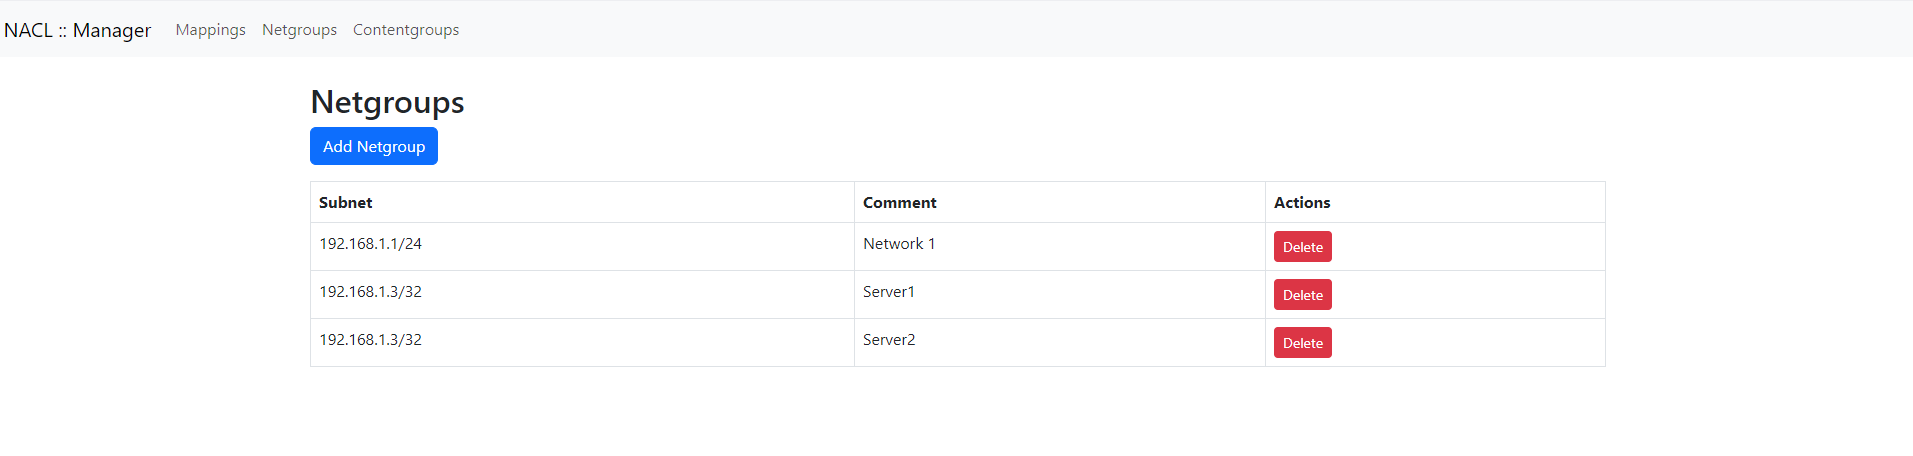 NACL :: Manager Mappings Netgroups Contentgroups
Netgroups
Add Netgroup
Subnet Comment Actions
192.168.1.1/24 Network 1 Delete
192.168.1.3/32 Server1 Delete
192.168.1.3/32 Server2 Delete